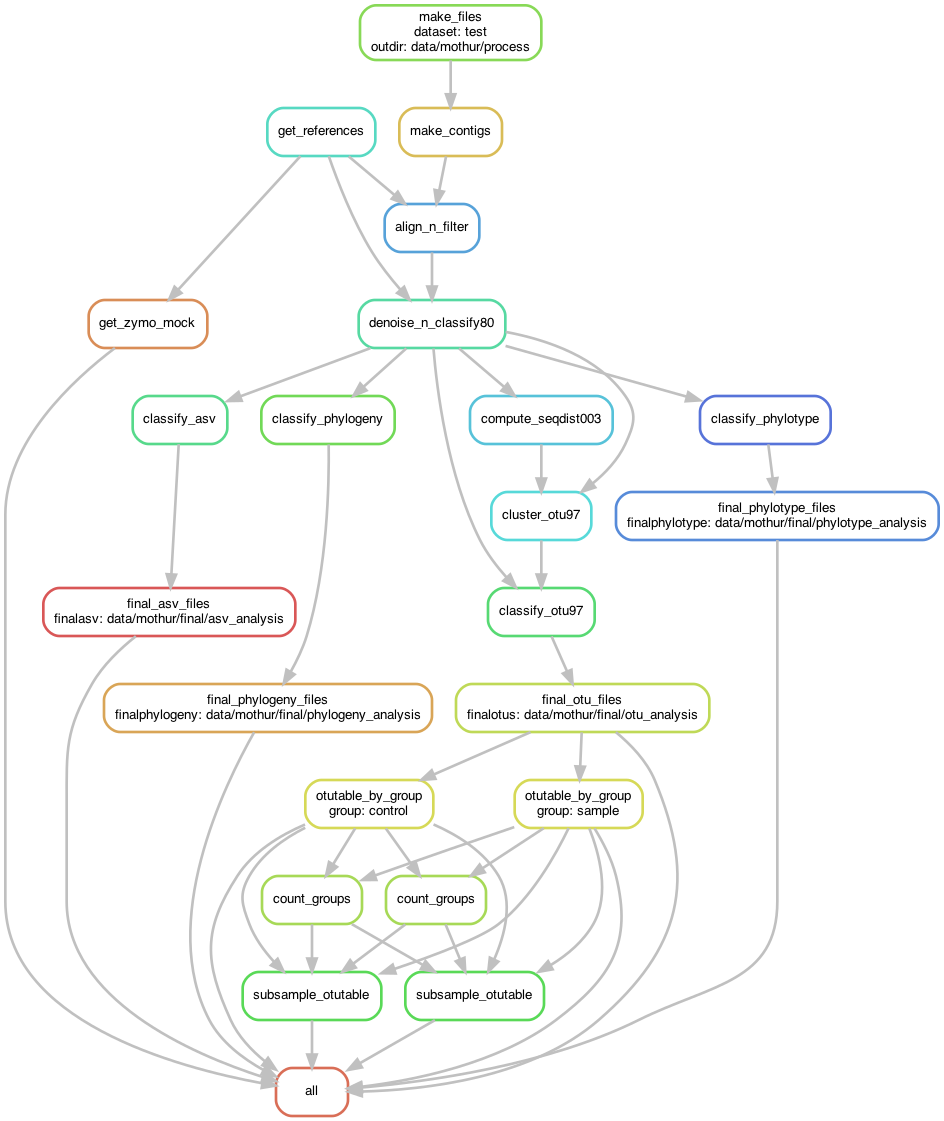 make_files
dataset: test
outdir: data/mothur/process
get_references
make_contigs
align_n_filter
get_zymo_mock
denoise_n_classify80
classify_asv
classify_phylogeny
compute_seqdist003
classify_phylotype
cluster_otu97
final_phylotype_files
finalphylotype: data/mothur/final/phylotype_analysis
final_asv_files
finalasv: data/mothur/final/asv_analysis
classify_otu97
final_phylogeny_files
finalphylogeny: data/mothur/final/phylogeny_analysis
final_otu_files
finalotus: data/mothur/final/otu_analysis
otutable_by_group
group: control
otutable_by_group
group: sample
count_groups
count_groups
subsample_otutable
subsample_otutable
all